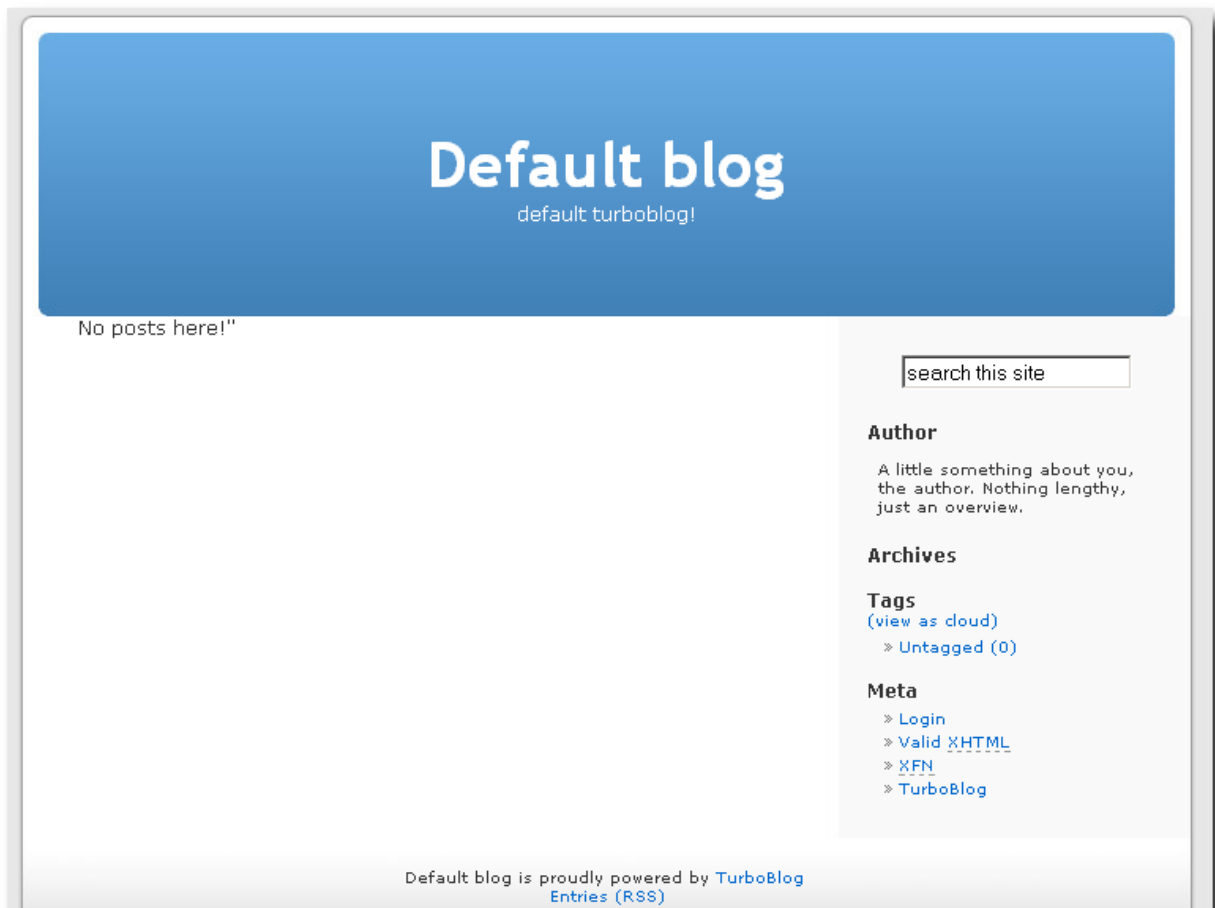 Default blog
default turboblog!
No posts here!"
search this site
Author
A little something about you,
the author. Nothing lengthy,
just an overview.
Archives
Tags
(view as cloud)
» Untagged (0)
Meta
» Login
» Valid XHTML
» XFN
» TurboBlog
Default blog is proudly powered by TurboBlog
Entries (RSS)